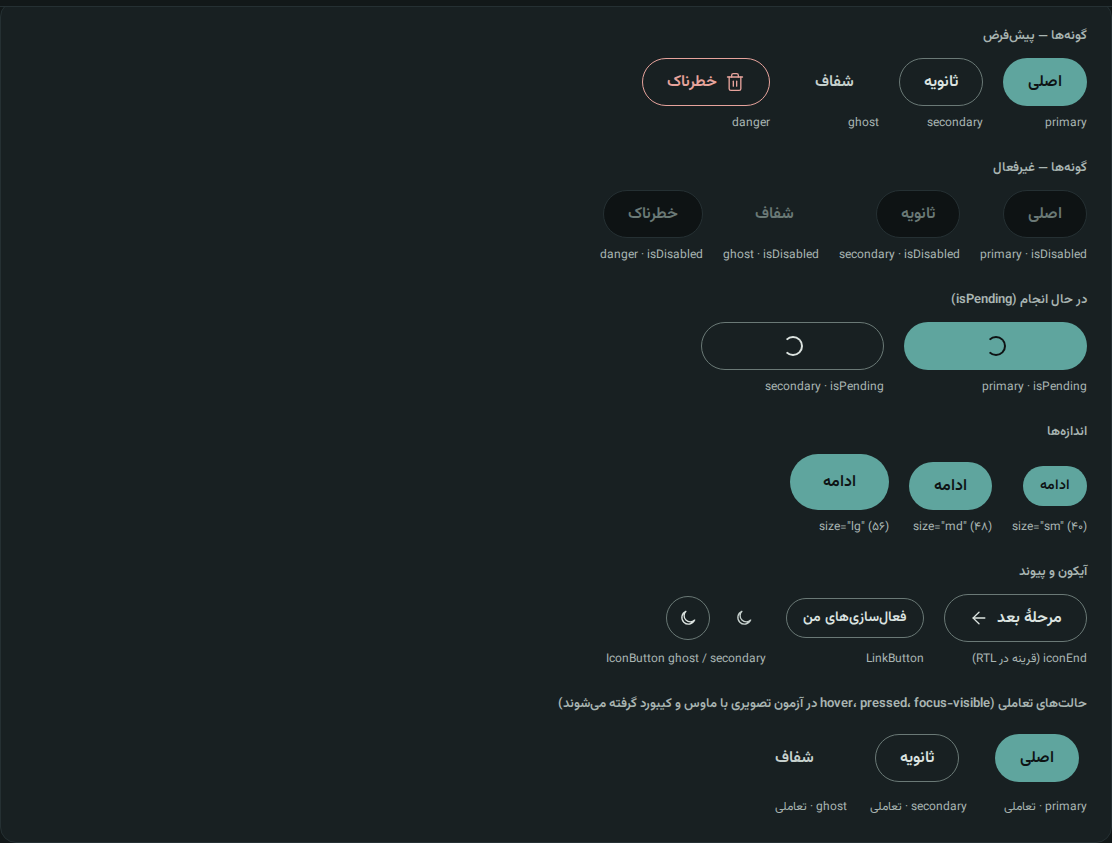 گونه‌ها – پیش‌فرض
اصلی ثانویه شفاف خطرناک
primary secondary ghost danger
گونه‌ها – غیرفعال
اصلی ثانویه شفاف خطرناک
primary · isDisabled secondary · isDisabled ghost · isDisabled danger · isDisabled
در حال انجام (isPending)
primary · isPending secondary · isPending
اندازه‌ها
ادامه ادامه ادامه
size="sm" (۴۰) size="md" (۴۸) size="lg" (۵۶)
آیکون و پیوند
مرحلهٔ بعد فعال‌سازی‌های من
iconEnd (قرینه در RTL) LinkButton IconButton ghost / secondary
حالت‌های تعاملی (hover، pressed، focus-visible در آزمون تصویری با ماوس و کیبورد گرفته می‌شوند)
اصلی ثانویه شفاف
primary · تعاملی secondary · تعاملی ghost · تعاملی